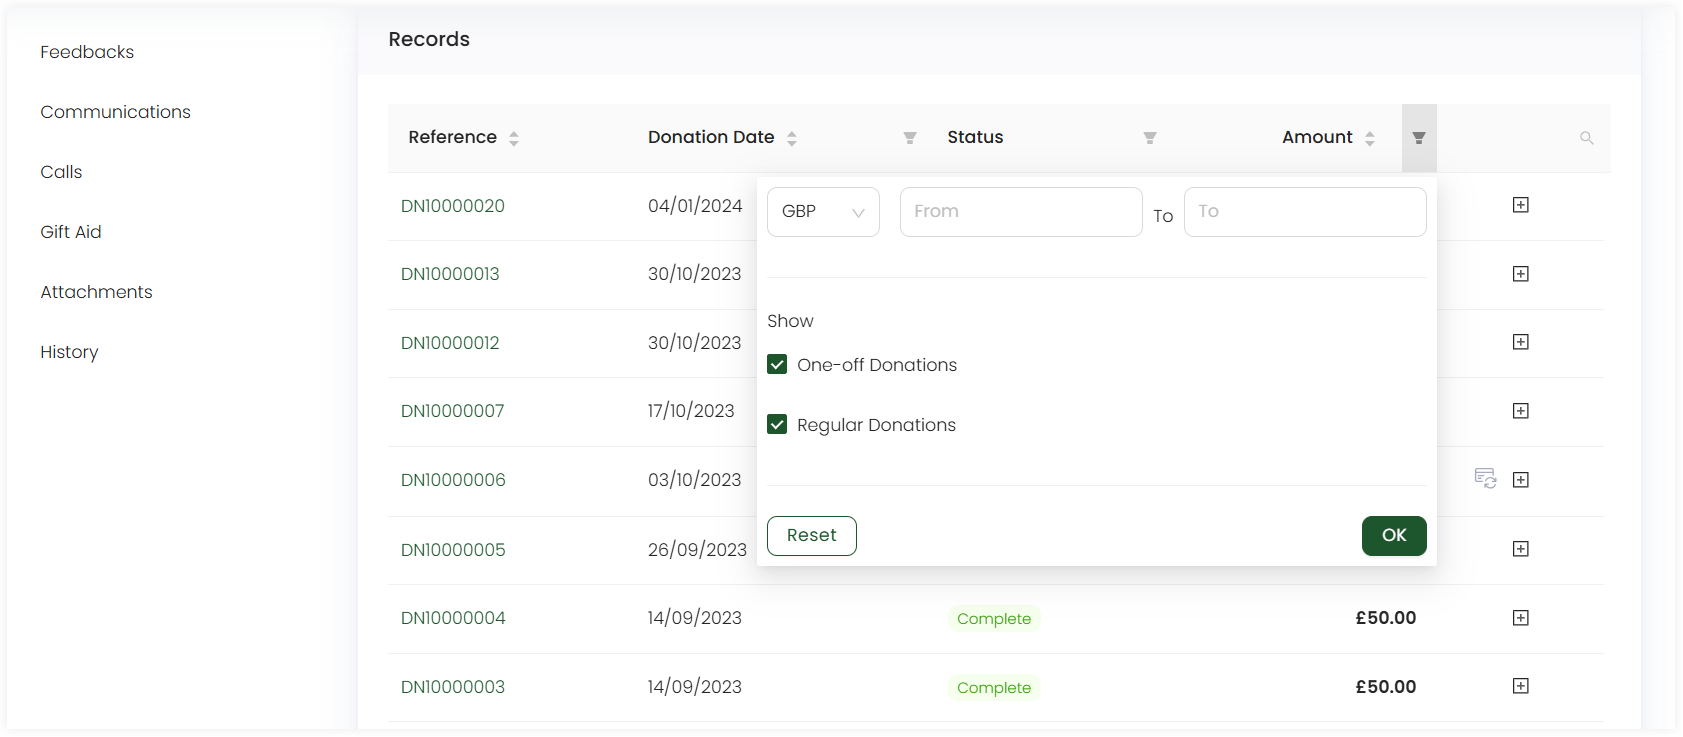 Feedbacks
Communications
Calls
Gift Aid
Attachments
History
Records
Reference Donation Date Status Amount
DN10000020 04/01/2024
DN10000013 30/10/2023
DN10000012 30/10/2023
DN10000007 17/10/2023
DN10000006 03/10/2023
DN10000005 26/09/2023
DN10000004 14/09/2023 Complete £50.00
DN10000003 14/09/2023 Complete £50.00
GBP From To To
Show
One-off Donations
Regular Donations
Reset OK